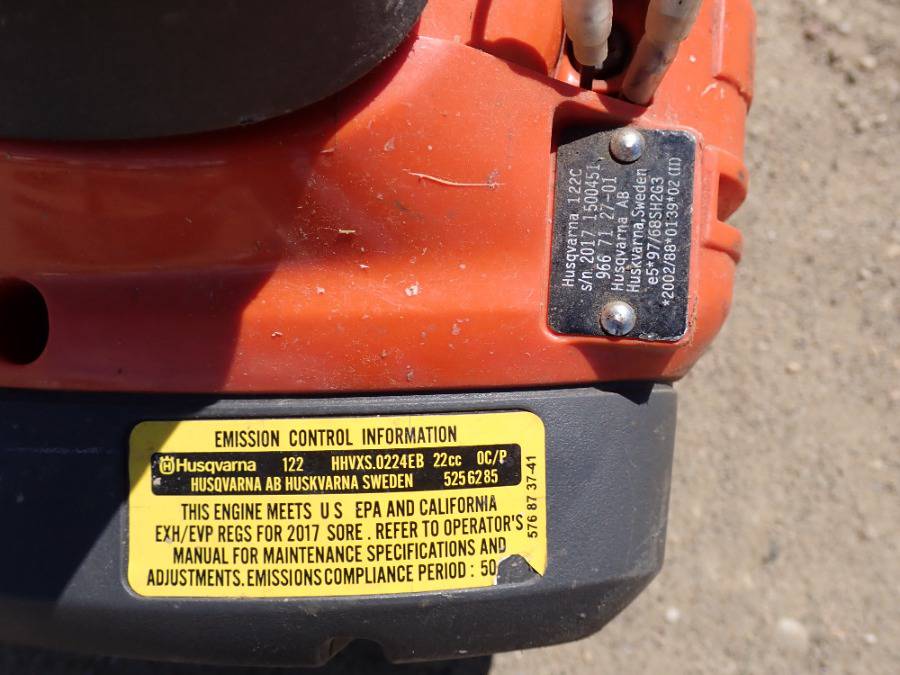 Husqvarna 122C
s/n 2017 1500451
966 71 27-01
Husqvarna AB
Huskvarna, Sweden
e5*97/68SH2G3
*2002/88*0139*02(II)
EMISSION CONTROL INFORMATION
Husqvarna 122 HHVXS.0224EB 22cc OC/P
HUSQVARNA AB HUSKVARNA SWEDEN 5256285
THIS ENGINE MEETS U S EPA AND CALIFORNIA
EXH/EVP REGS FOR 2017 SORE . REFER TO OPERATOR'S
MANUAL FOR MAINTENANCE SPECIFICATIONS AND
ADJUSTMENTS. EMISSIONS COMPLIANCE PERIOD : 50
576 87 37-41